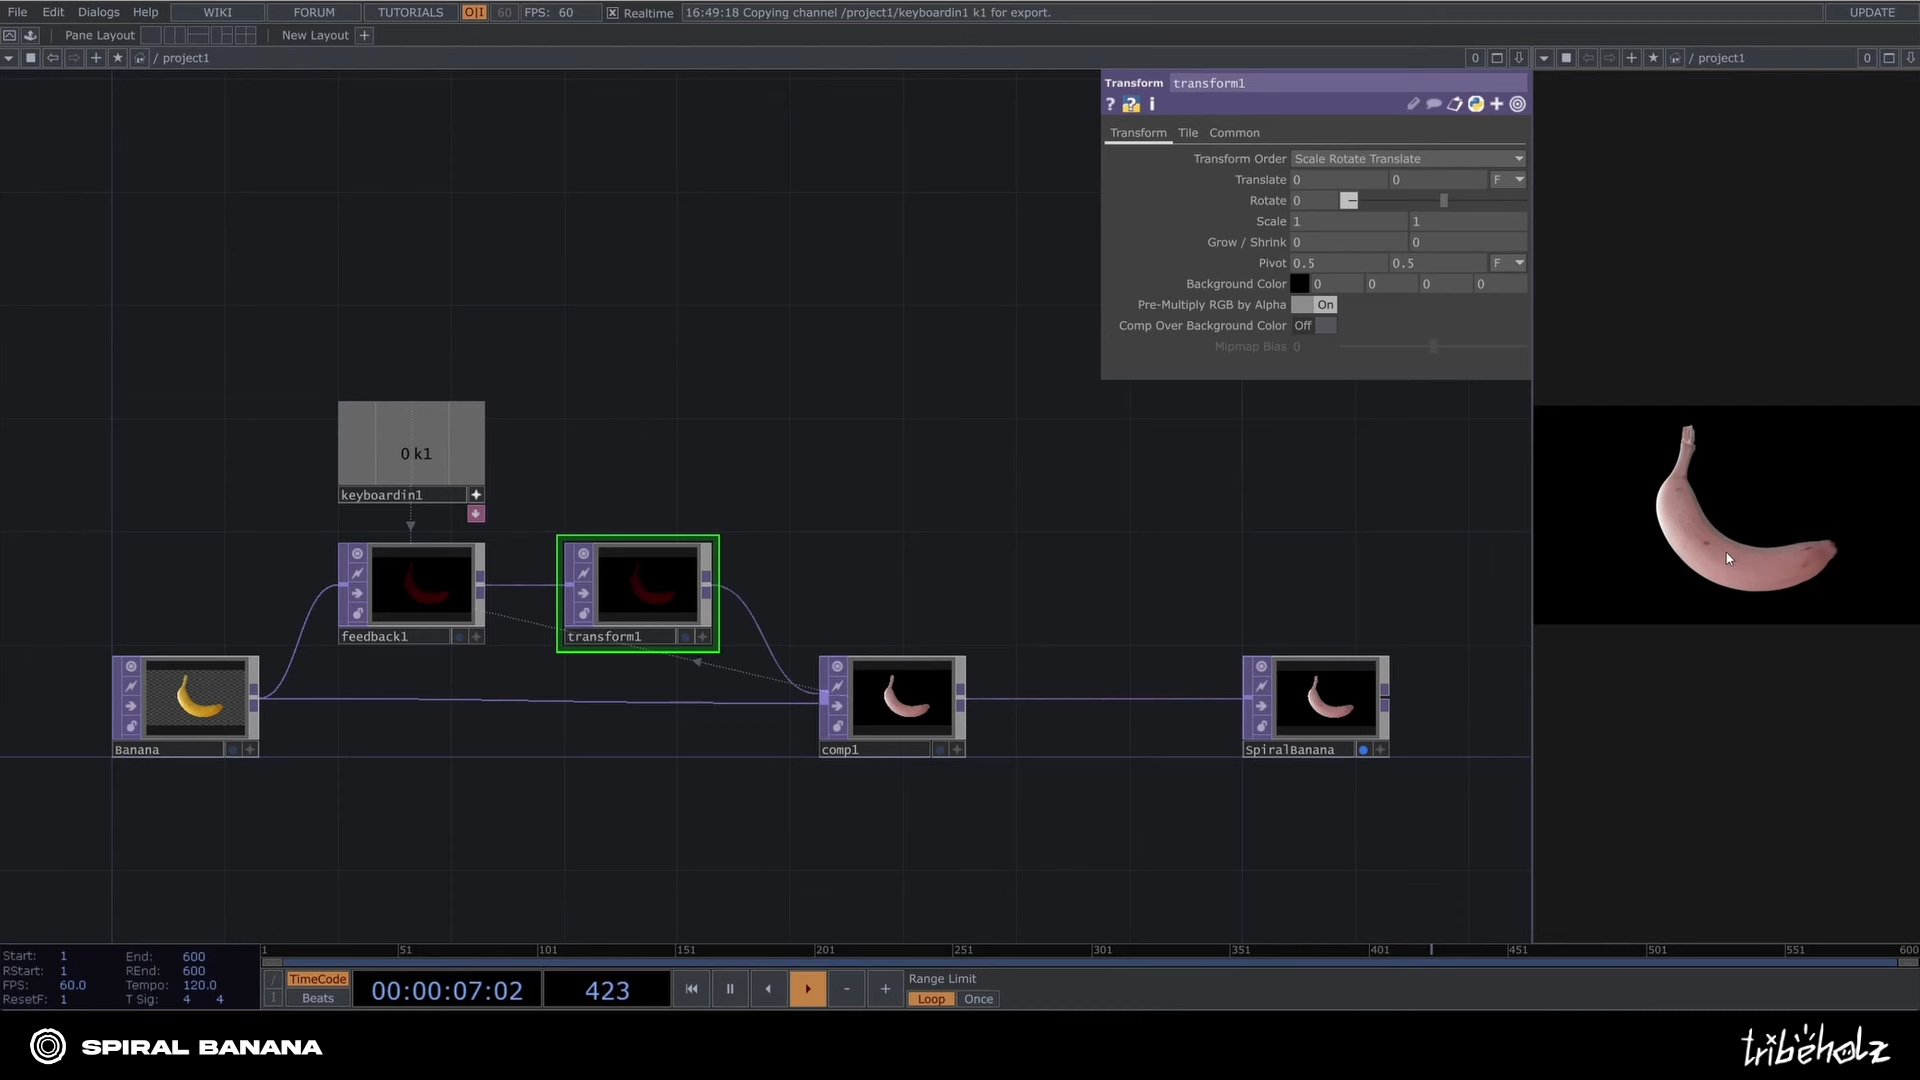 File Edit Dialogs Help WIKI FORUM TUTORIALS O|I 60 FPS: 60 Realtime 16:49:18 Copying channel /project1/keyboardin1 k1 for export. UPDATE
Pane Layout New Layout
/ project1 0 / project1 0
Transform transform1
Transform Tile Common
Transform Order Scale Rotate Translate
Translate 0 0 F
Rotate 0
Scale 1 1
Grow / Shrink 0 0
Pivot 0.5 0.5 F
Background Color 0 0 0 0
Pre-Multiply RGB by Alpha On
Comp Over Background Color Off
Mipmap Bias 0
0 k1
keyboardin1
feedback1
transform1
Banana
comp1
SpiralBanana
1 51 101 151 201 251 301 351 401 451 501 551 600
Start: 1 End: 600
RStart: 1 REnd: 600
FPS: 60.0 Tempo: 120.0
ResetF: 1 T Sig: 4 4
TimeCode
Beats
00:00:07:02
423
Range Limit
Loop Once
SPIRAL BANANA
tribeholz